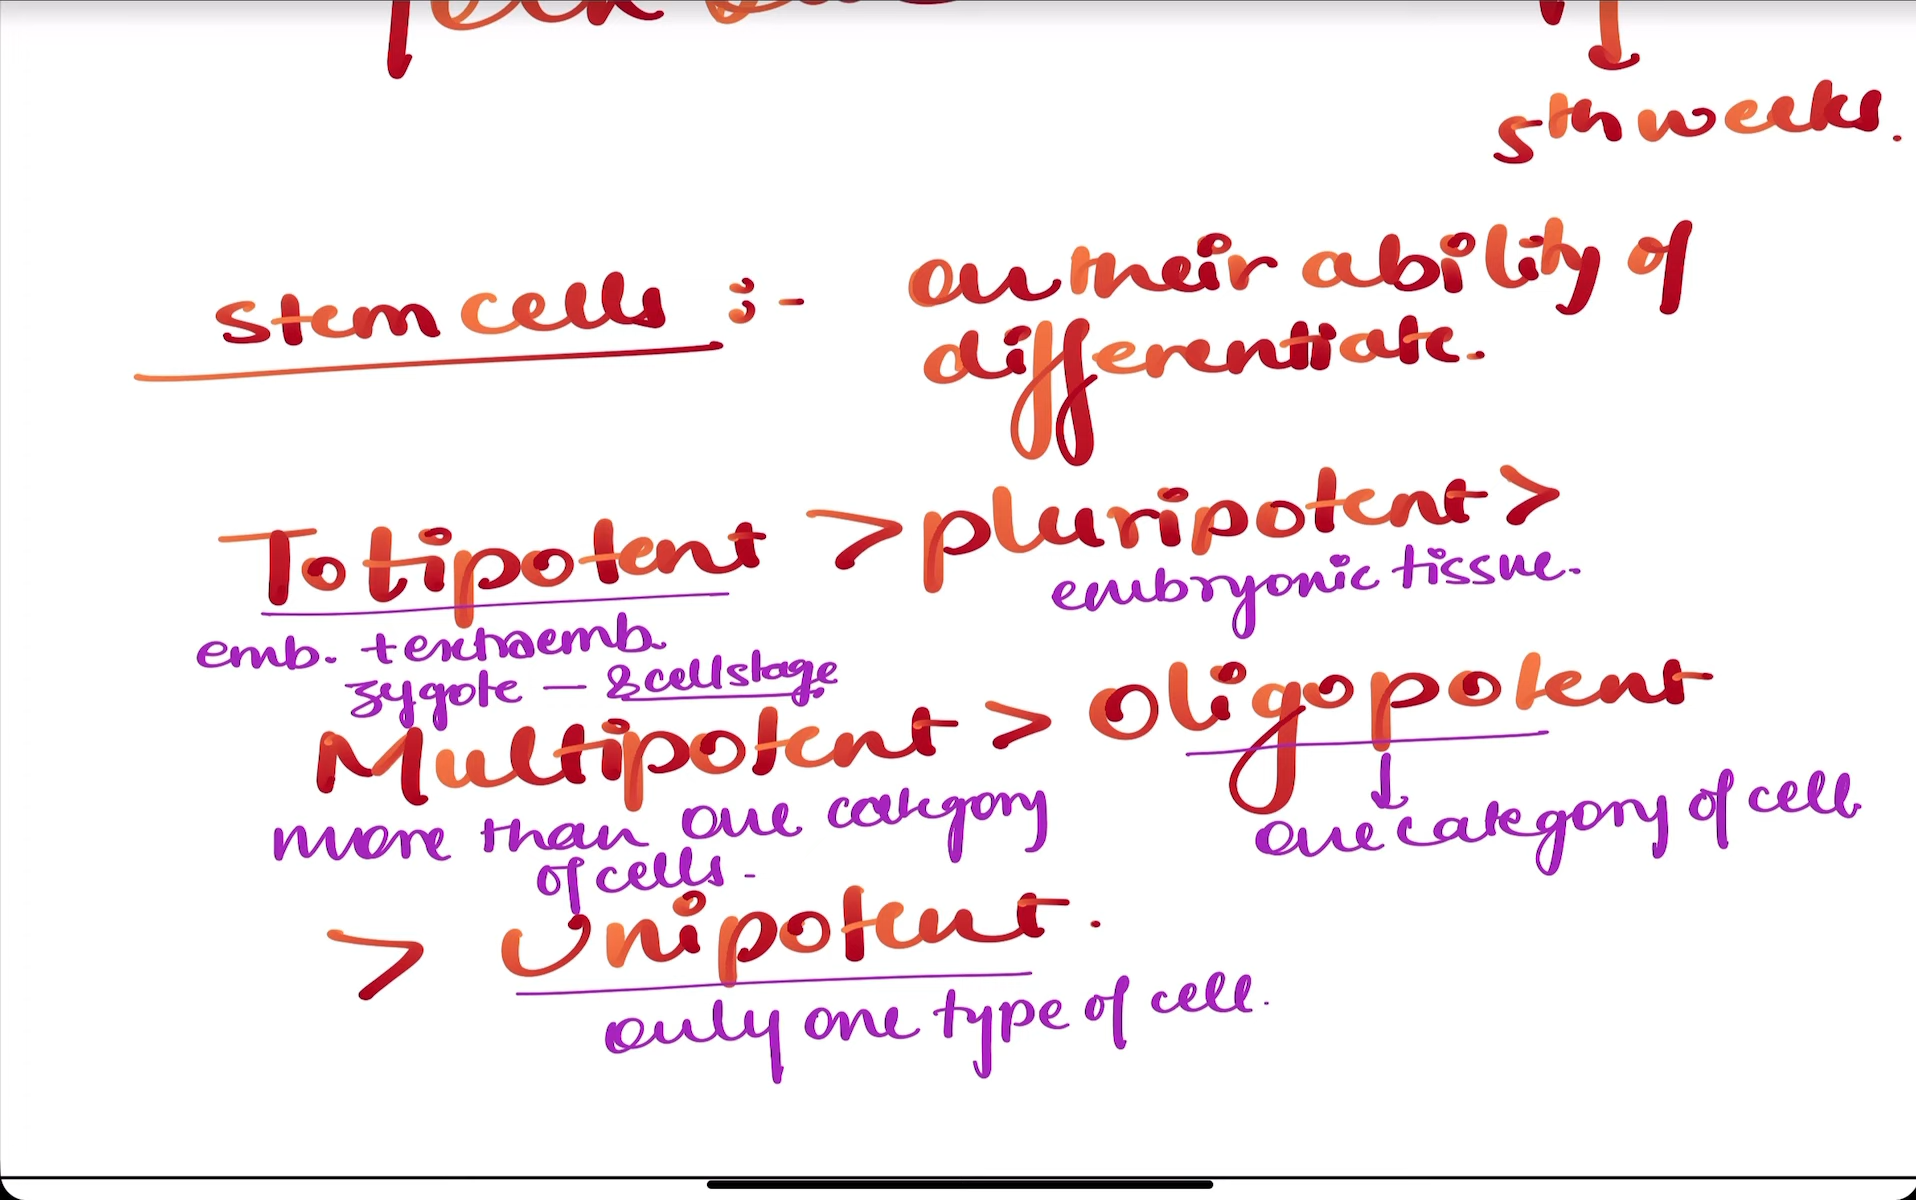 5th weeks.
stem cells :- on their ability of
differentiate.
Totipotent > pluripotent >
embryonic tissue.
emb. + extraemb.
zygote — 8 cell stage
Multipotent > Oligopotent
more than one category
of cells.
one category of cell
> Unipotent.
only one type of cell.